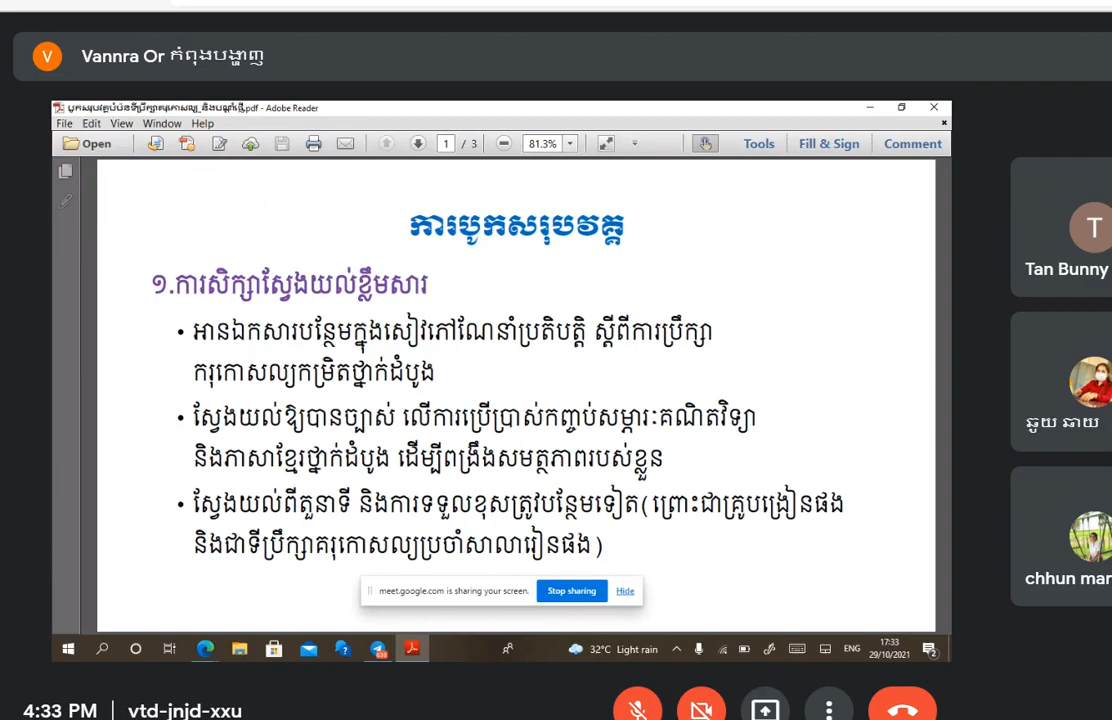 V Vannra Or កំពុងបង្ហាញ
បូកសរុបវគ្គបំប៉នទីប្រឹក្សាគរុកោសល្យ_និងបណ្តាំផ្ញើ.pdf - Adobe Reader
File Edit View Window Help
Open 1 / 3 81.3% Tools Fill & Sign Comment
ការបូកសរុបវគ្គ
១.ការសិក្សាស្វែងយល់ខ្លឹមសារ
• អានឯកសារបន្ថែមក្នុងសៀវភៅណែនាំប្រតិបត្តិ ស្តីពីការប្រឹក្សា
គរុកោសល្យកម្រិតថ្នាក់ដំបូង
• ស្វែងយល់ឱ្យបានច្បាស់ លើការប្រើប្រាស់កញ្ចប់សម្ភារៈគណិតវិទ្យា
និងភាសាខ្មែរថ្នាក់ដំបូង ដើម្បីពង្រឹងសមត្ថភាពរបស់ខ្លួន
• ស្វែងយល់ពីតួនាទី និងការទទួលខុសត្រូវបន្ថែមទៀត(ព្រោះជាគ្រូបង្រៀនផង
និងជាទីប្រឹក្សាគរុកោសល្យប្រចាំសាលារៀនផង)
meet.google.com is sharing your screen. Stop sharing Hide
T
Tan Bunny
ឆូយ ឆាយ
chhun mar
32°C Light rain ENG 17:33
29/10/2021 2
4:33 PM | vtd-jnjd-xxu